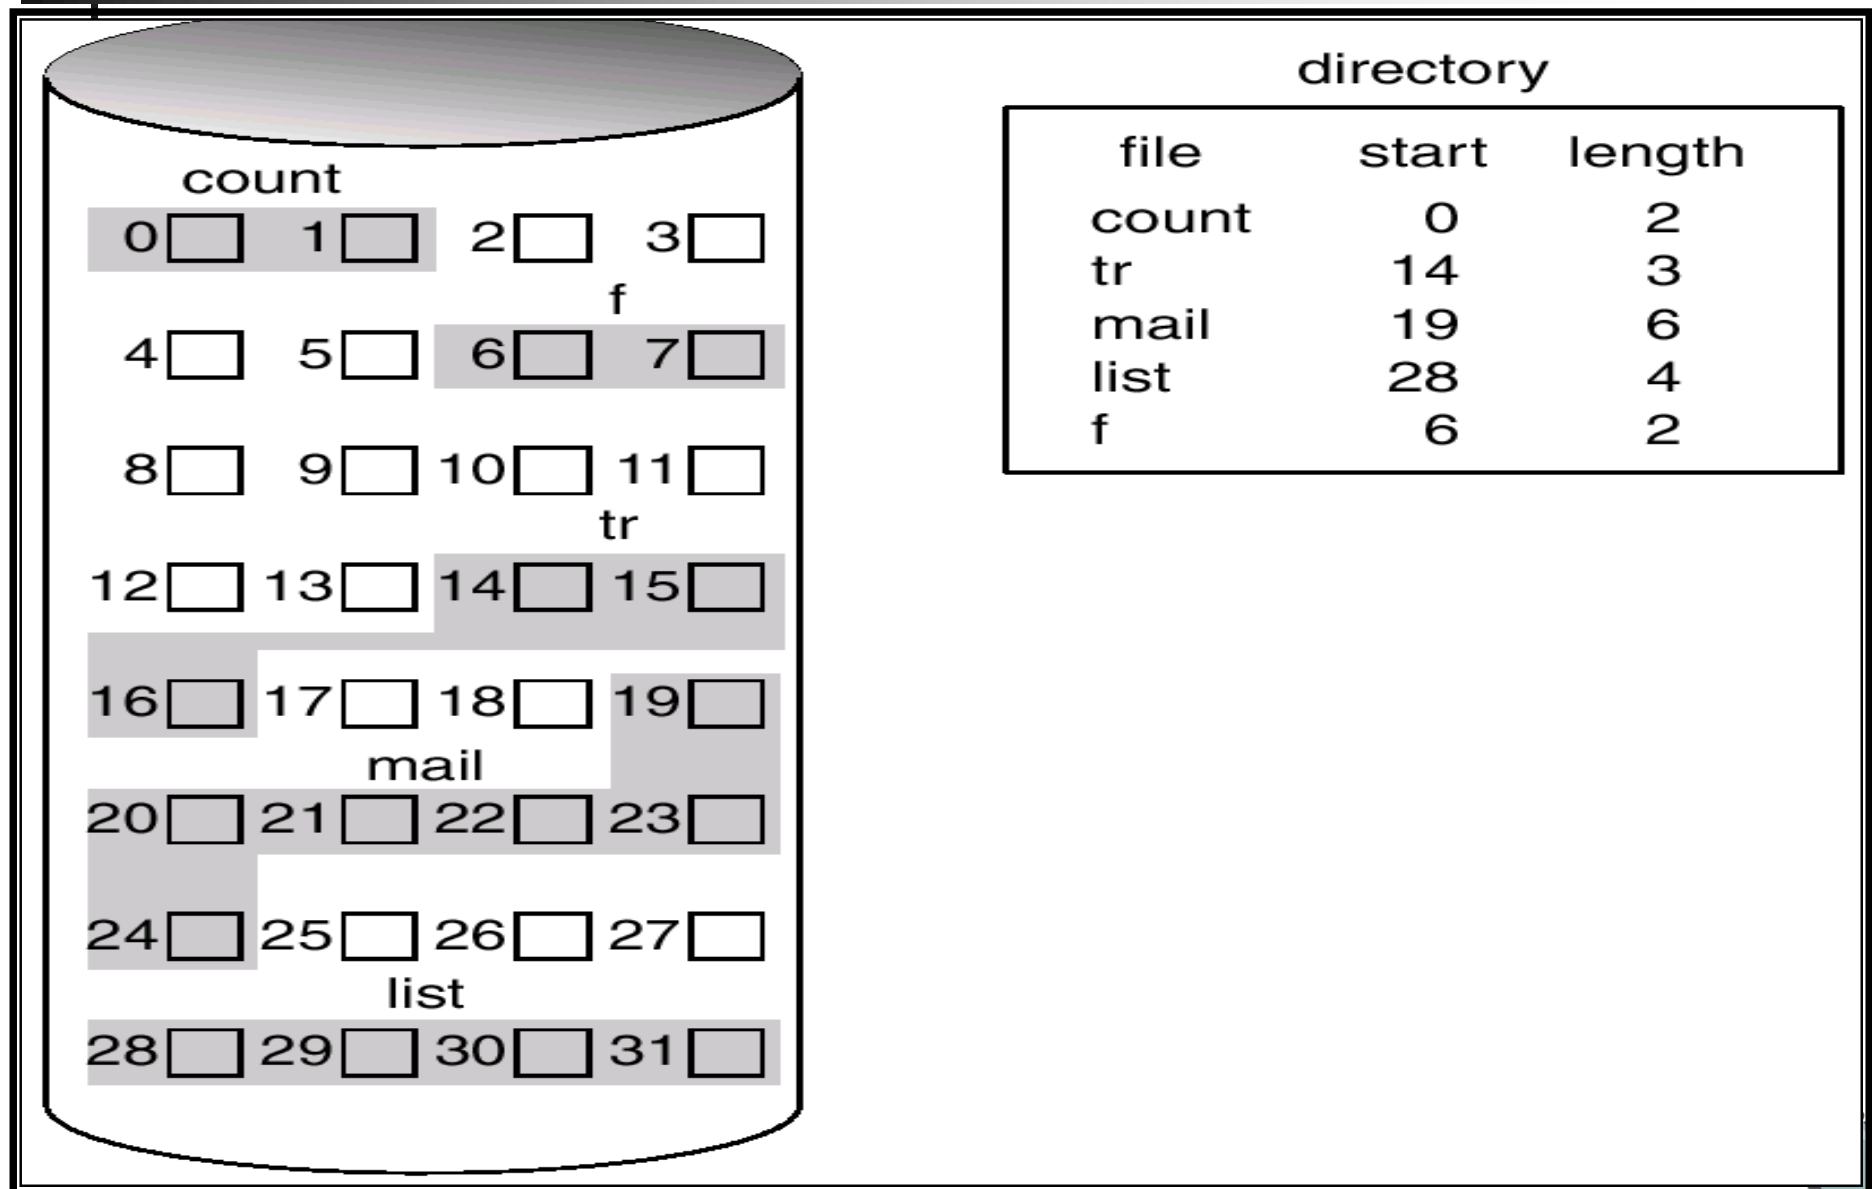 count
0 1 2 3
f
4 5 6 7
8 9 10 11
tr
12 13 14 15
16 17 18 19
mail
20 21 22 23
24 25 26 27
list
28 29 30 31
directory
file start length
count 0 2
tr 14 3
mail 19 6
list 28 4
f 6 2